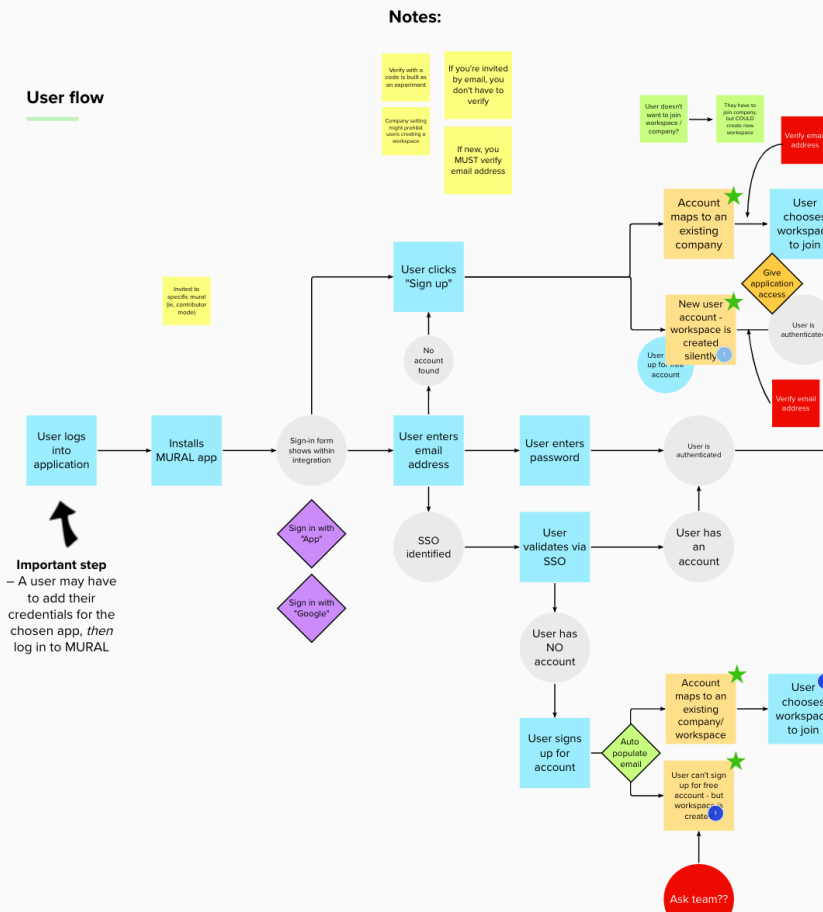 Notes:
User flow
Verify with a
code is built as
an experiment
If you're invited
by email, you
don't have to
verify
Company setting
might prohibit
users creating a
workspace
If new, you
MUST verify
email address
User doesn't
want to join
workspace /
company?
They have to
join company,
but COULD
create new
workspace
Verify email
address
Account
maps to an
existing
company
User
chooses
workspac
to join
Give
application
access
User clicks
"Sign up"
Invited to
specific mural
(ie, contributor
mode)
New user
account -
workspace is
created
silently
User
up for free
account
User is
authenticated
No
account
found
Verify email
address
User logs
into
application
Installs
MURAL app
Sign-in form
shows within
integration
User enters
email
address
User enters
password
User is
authenticated
Sign in with
"App"
Sign in with
"Google"
SSO
identified
User
validates via
SSO
User has
an
account
Important step
– A user may have
to add their
credentials for the
chosen app, then
log in to MURAL
User has
NO
account
User signs
up for
account
Auto
populate
email
Account
maps to an
existing
company/
workspace
User
chooses
workspac
to join
User can't sign
up for free
account - but
workspace is
create
Ask team??